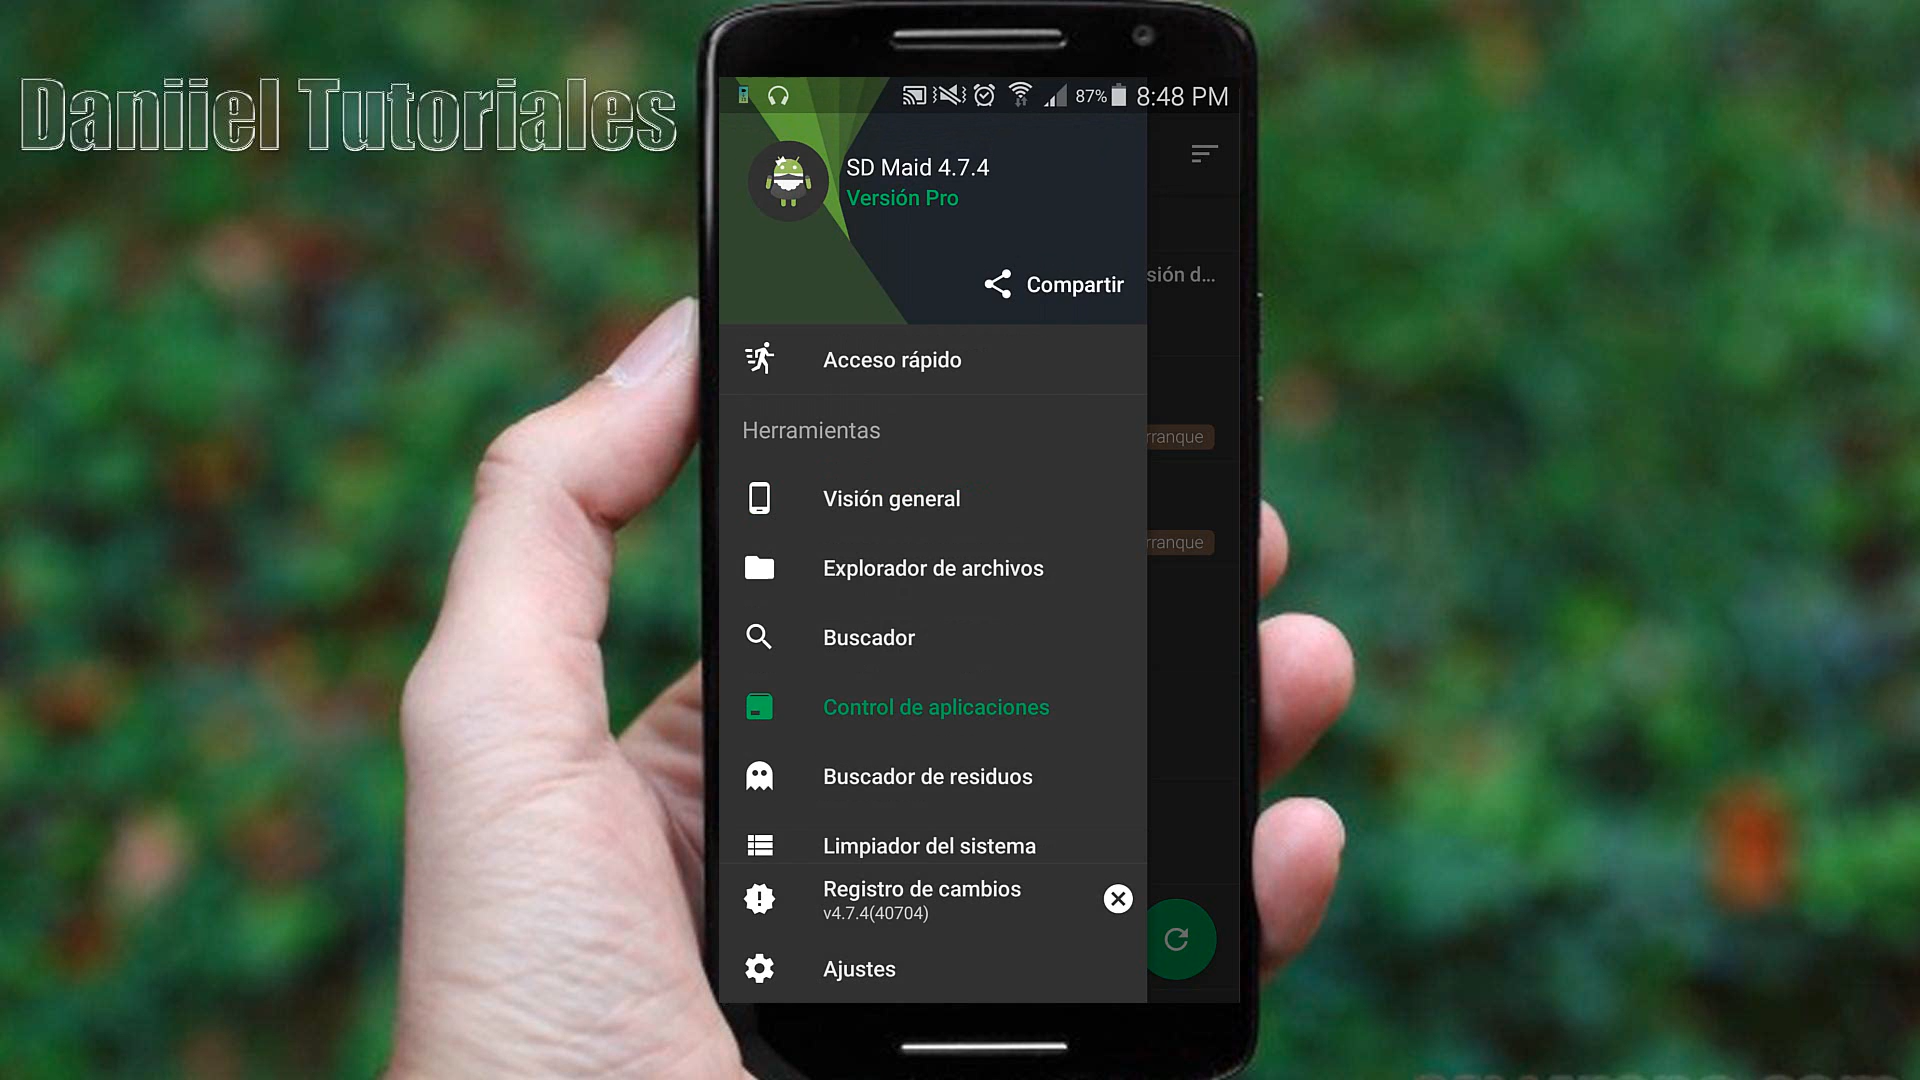 Daniiel Tutoriales
87% 8:48 PM
SD Maid 4.7.4
Versión Pro
Compartir
sión d...
Acceso rápido
Herramientas
rranque
Visión general
rranque
Explorador de archivos
Buscador
Control de aplicaciones
Buscador de residuos
Limpiador del sistema
Registro de cambios
v4.7.4(40704)
Ajustes